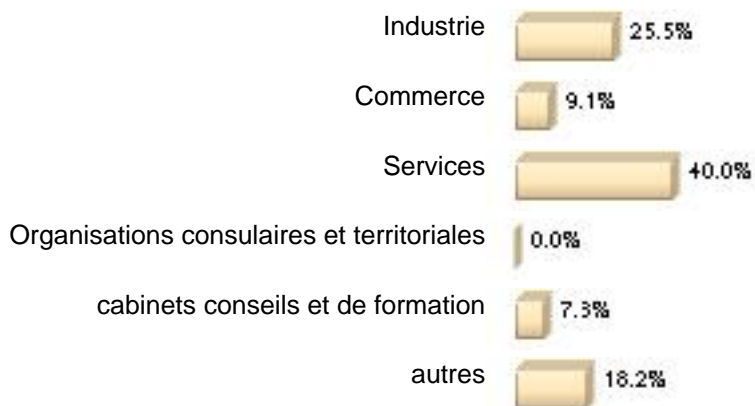 Industrie 25.5%
Commerce 9.1%
Services 40.0%
Organisations consulaires et territoriales 0.0%
cabinets conseils et de formation 7.3%
autres 18.2%